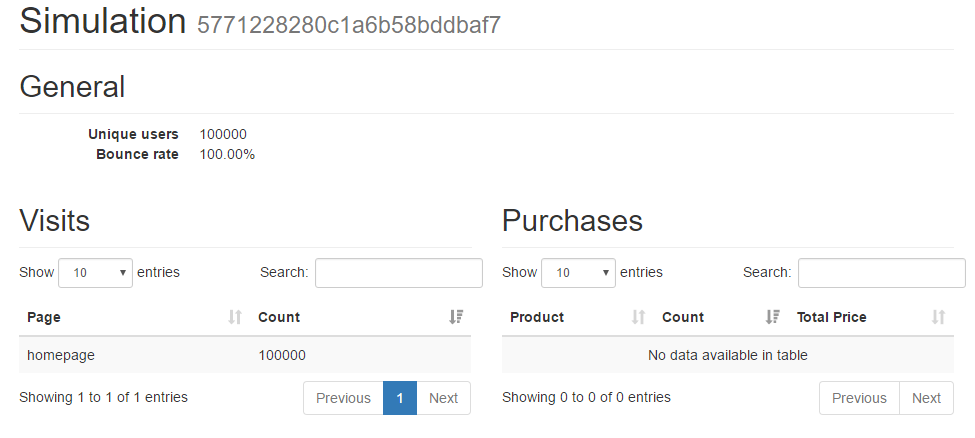 Simulation 5771228280c1a6b58bddbaf7
General
Unique users 100000
Bounce rate 100.00%
Visits
Show 10 entries Search:
Page Count
homepage 100000
Showing 1 to 1 of 1 entries Previous 1 Next
Purchases
Show 10 entries Search:
Product Count Total Price
No data available in table
Showing 0 to 0 of 0 entries Previous Next